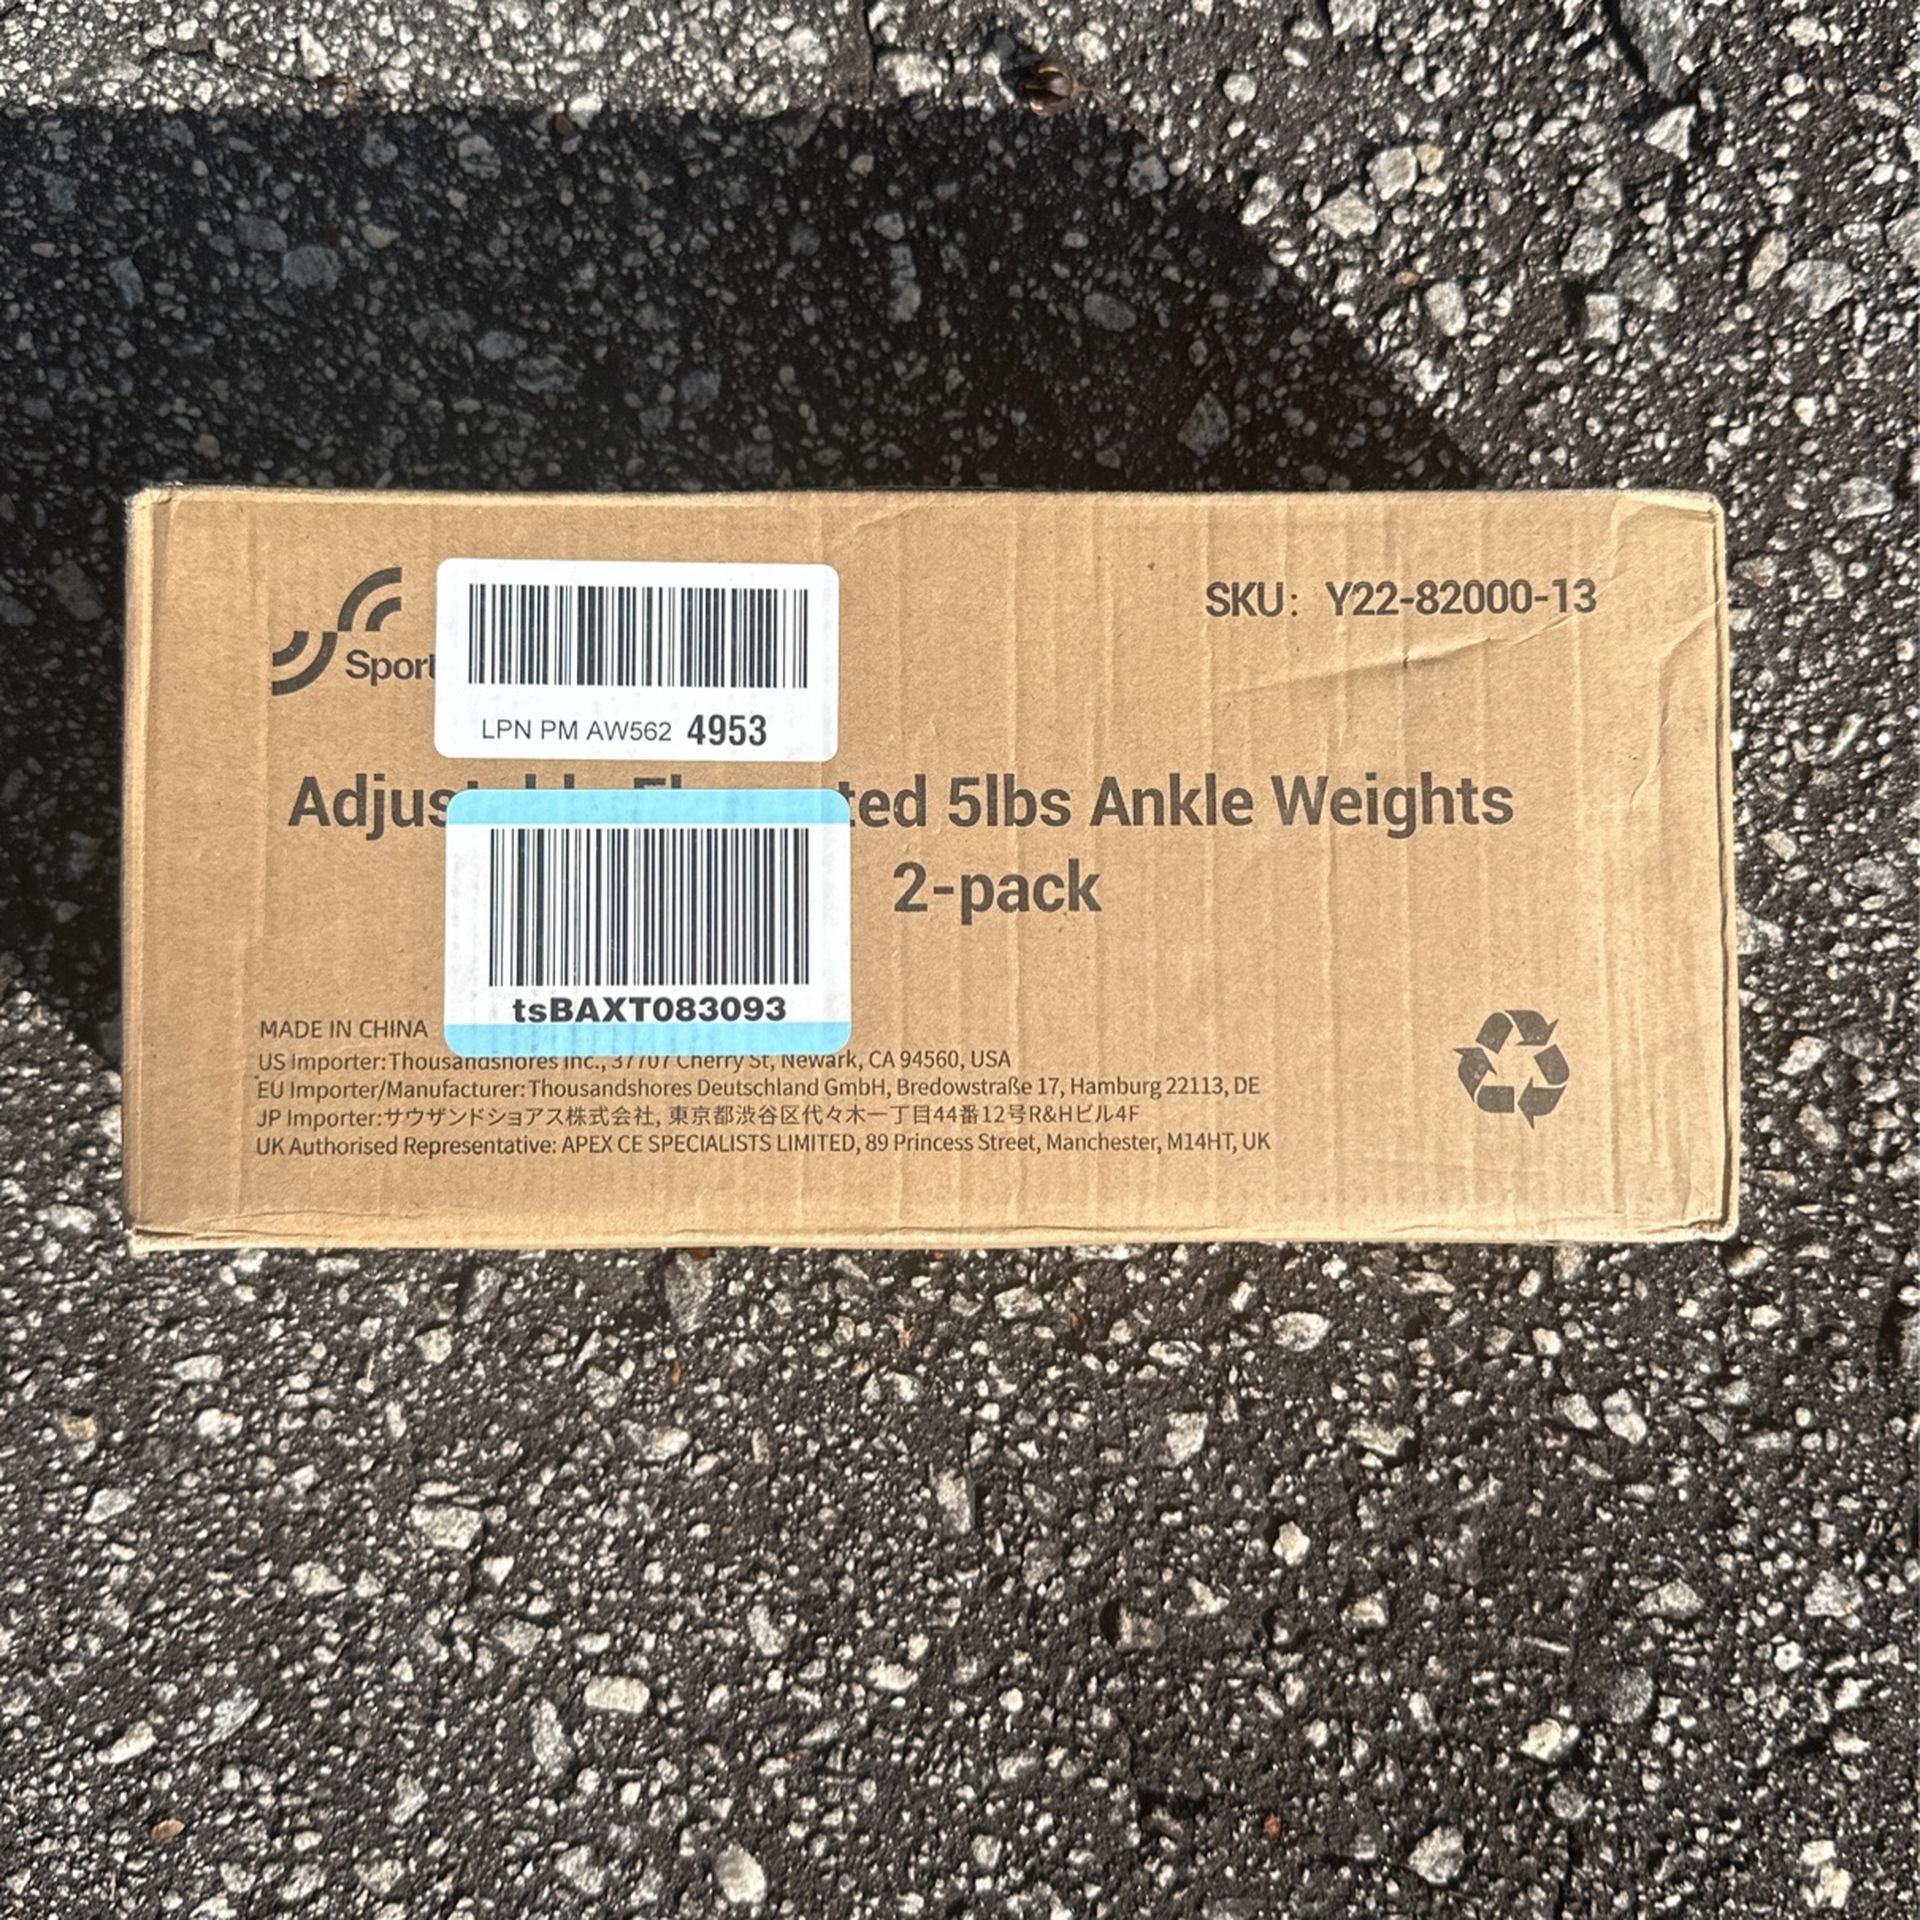 Sport
SKU: Y22-82000-13
LPN PM AW562 4953
5lbs Ankle Weights
2-pack
tsBAXT083093
MADE IN CHINA
US Importer:Thousandshores Inc., 37707 Cherry St, Newark, CA 94560, USA
EU Importer/Manufacturer:Thousandshores Deutschland GmbH, Bredowstraße 17, Hamburg 22113, DE
JP Importer:サウザンドショアス株式会社, 東京都渋谷区代々木一丁目44番12号R&Hビル4F
UK Authorised Representative: APEX CE SPECIALISTS LIMITED, 89 Princess Street, Manchester, M14HT, UK